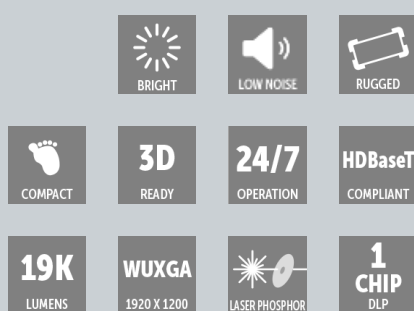 BRIGHT
LOW NOISE
RUGGED
COMPACT
3D
READY
24/7
OPERATION
HDBaseT
COMPLIANT
19K
LUMENS
WUXGA
1920 X 1200
LASER PHOSPHOR
1
CHIP
DLP